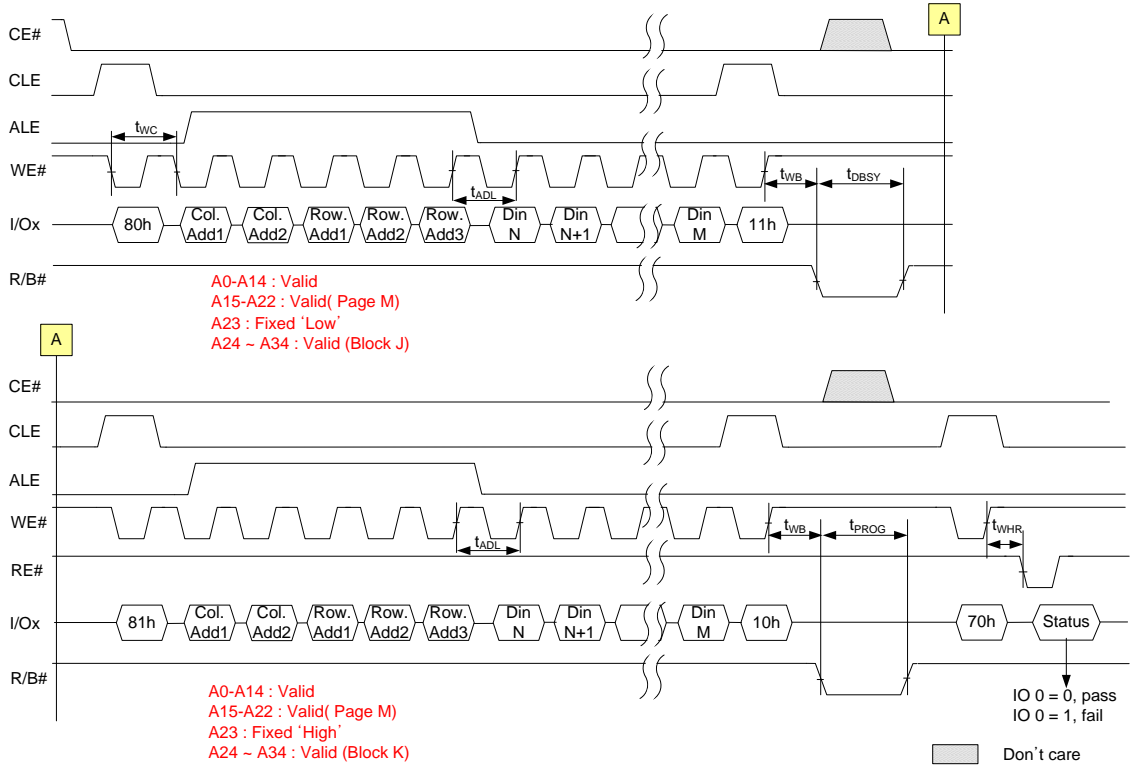 A
CE#
CLE
ALE
tWC
WE#
tADL
tWB
tDBSY
I/Ox
80h
Col. Add1
Col. Add2
Row. Add1
Row. Add2
Row. Add3
Din N
Din N+1
Din M
11h
R/B#
A0-A14 : Valid
A15-A22 : Valid( Page M)
A23 : Fixed ‘Low’
A24 ~ A34 : Valid (Block J)
A
CE#
CLE
ALE
WE#
tADL
tWB
tPROG
tWHR
RE#
I/Ox
81h
Col. Add1
Col. Add2
Row. Add1
Row. Add2
Row. Add3
Din N
Din N+1
Din M
10h
70h
Status
R/B#
A0-A14 : Valid
A15-A22 : Valid( Page M)
A23 : Fixed ‘High’
A24 ~ A34 : Valid (Block K)
IO 0 = 0, pass
IO 0 = 1, fail
Don’t care